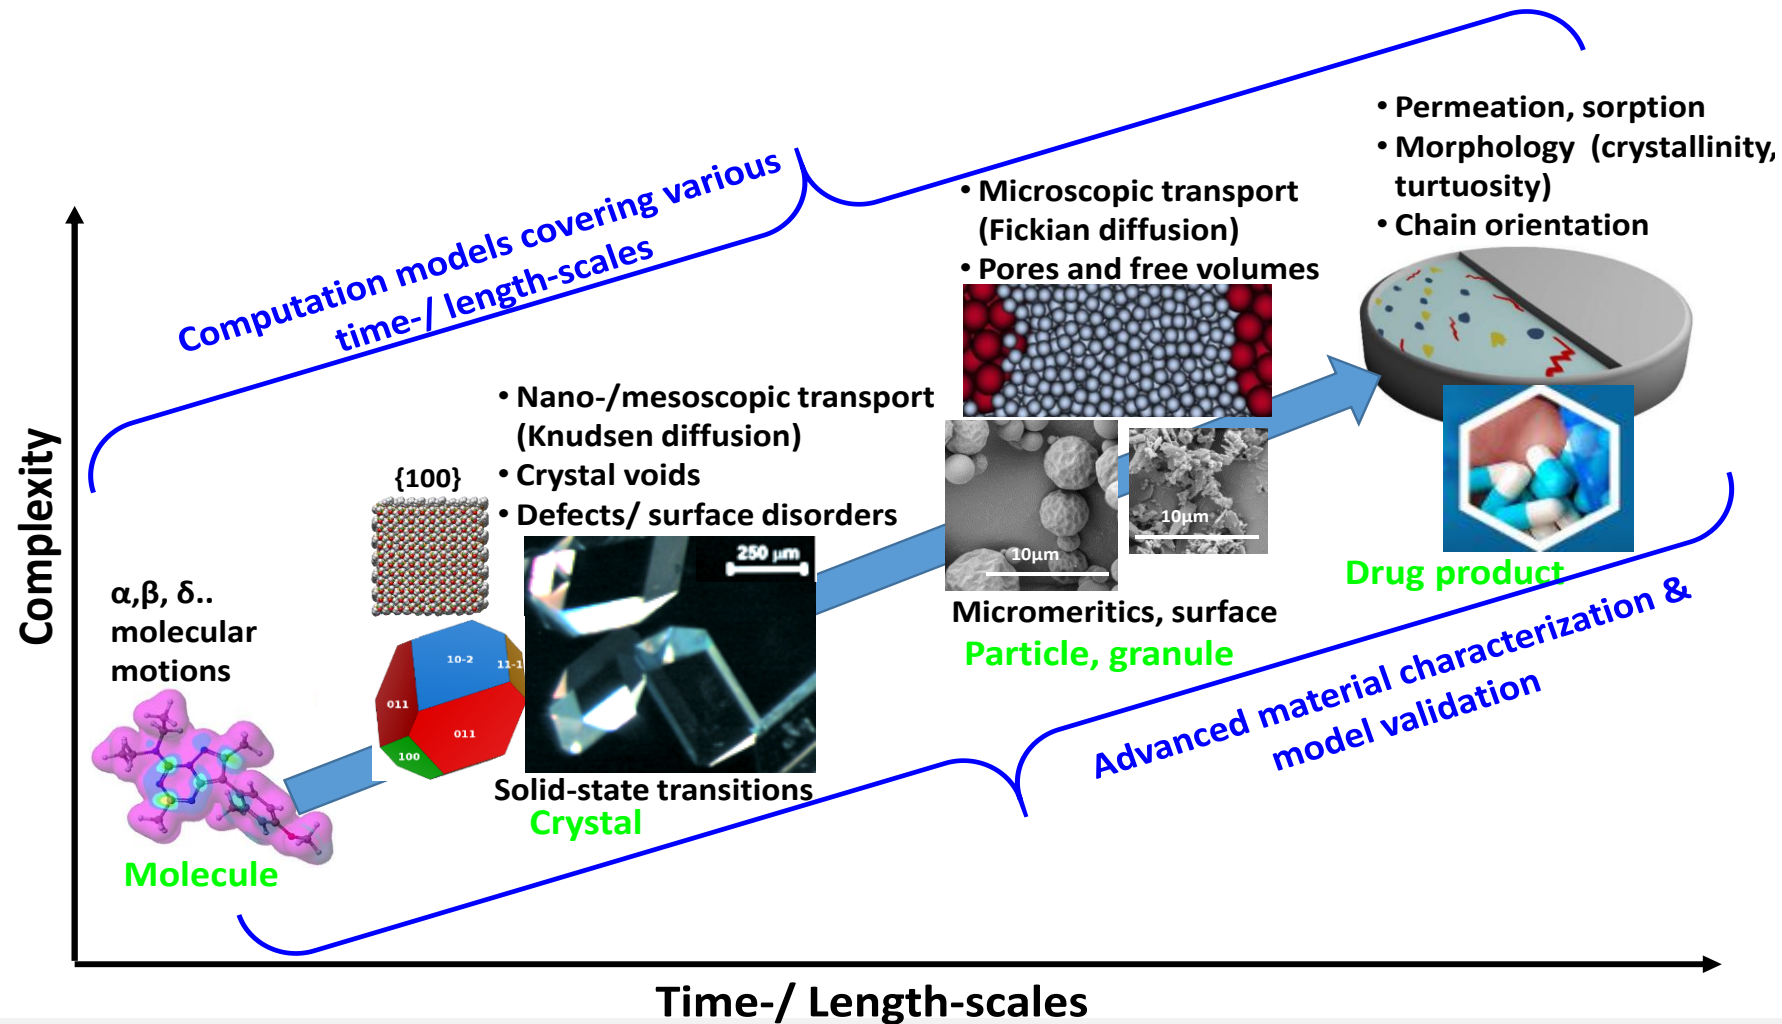 • Permeation, sorption
• Morphology (crystallinity,
turtuosity)
• Chain orientation
• Microscopic transport
(Fickian diffusion)
• Pores and free volumes
Computation models covering various
time-/ length-scales
• Nano-/mesoscopic transport
(Knudsen diffusion)
• Crystal voids
• Defects/ surface disorders
{100}
250 µm
10µm
10µm
Complexity
α,β, δ..
molecular
motions
10-2
11-1
011
011
100
Micromeritics, surface
Particle, granule
Drug product
Advanced material characterization &
model validation
Solid-state transitions
Crystal
Molecule
Time-/ Length-scales